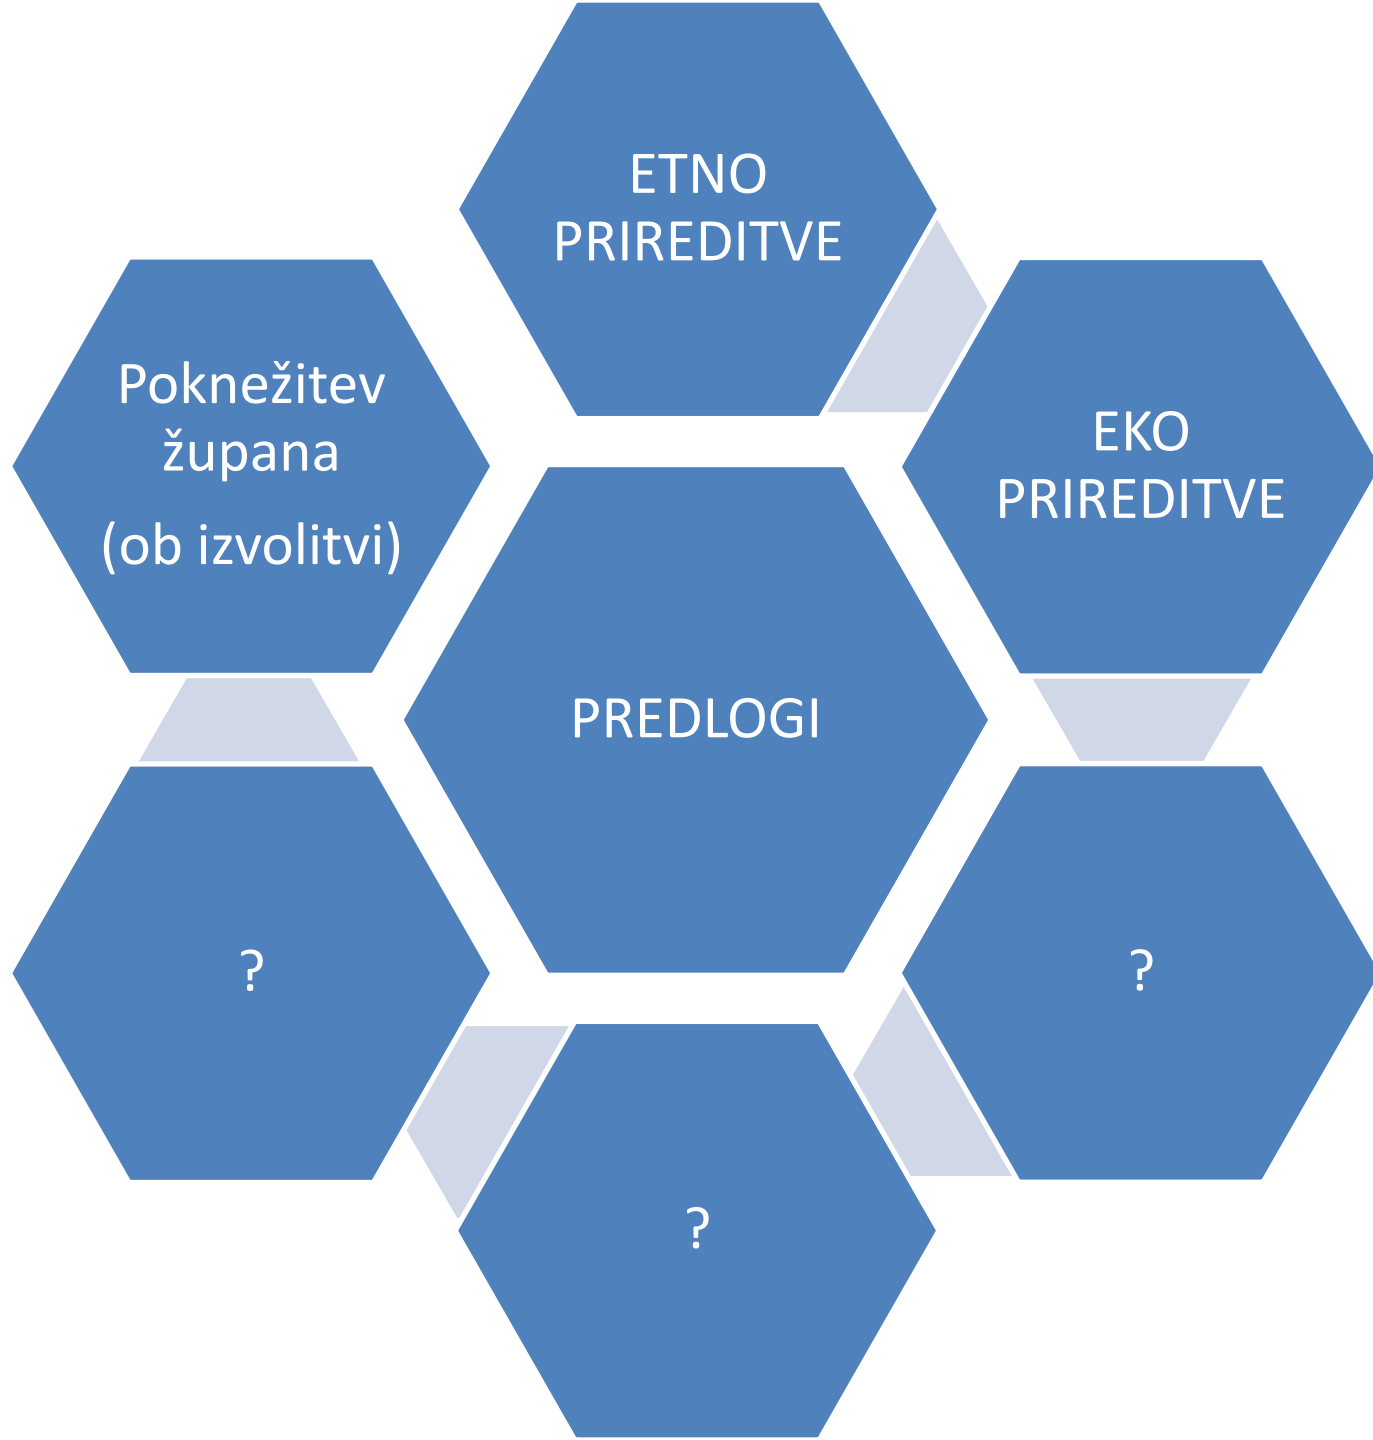 ETNO
PRIREDITVE
EKO
PRIREDITVE
?
?
?
Poknežitev
župana
(ob izvolitvi)
PREDLOGI